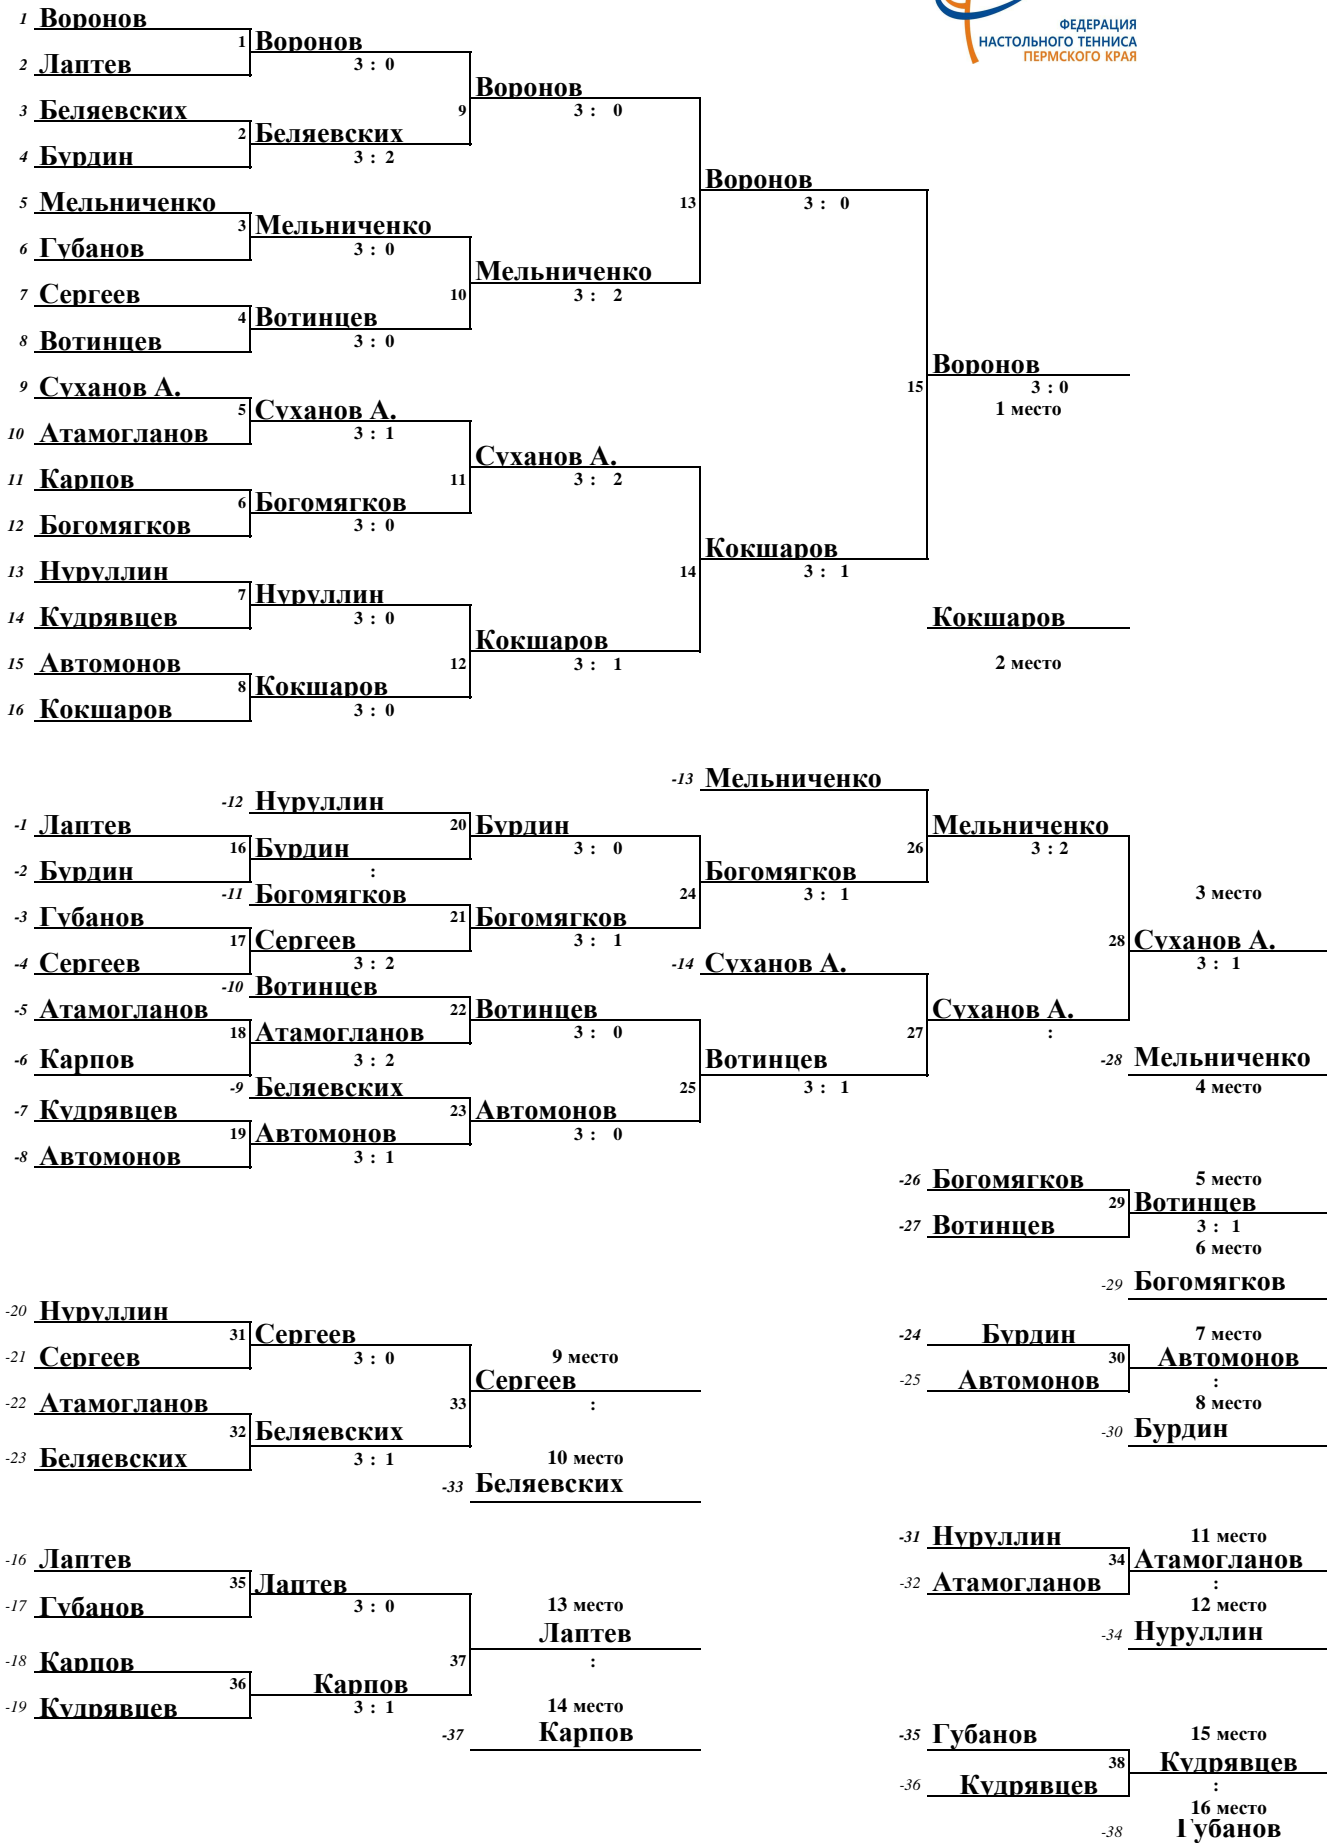 ФЕДЕРАЦИЯ
НАСТОЛЬНОГО ТЕННИСА
ПЕРМСКОГО КРАЯ
1 Воронов
1 Воронов
2 Лаптев
3 : 0
Воронов
3 Беляевских
9
3 : 0
2 Беляевских
4 Бурдин
3 : 2
Воронов
5 Мельниченко
13
3 : 0
3 Мельниченко
6 Губанов
3 : 0
Мельниченко
7 Сергеев
10
3 : 2
4 Вотинцев
8 Вотинцев
3 : 0
Воронов
9 Суханов А.
15
3 : 0
5 Суханов А.
1 место
10 Атамогланов
3 : 1
Суханов А.
11 Карпов
11
3 : 2
6 Богомягков
12 Богомягков
3 : 0
Кокшаров
13 Нуруллин
14
3 : 1
7 Нуруллин
14 Кудрявцев
3 : 0
Кокшаров
Кокшаров
15 Автомонов
12
3 : 1
2 место
8 Кокшаров
16 Кокшаров
3 : 0
-13 Мельниченко
-12 Нуруллин
-1 Лаптев
20 Бурдин
Мельниченко
16 Бурдин
3 : 0
26
3 : 2
-2 Бурдин
:
Богомягков
-11 Богомягков
24
3 : 1
3 место
-3 Губанов
21 Богомягков
17 Сергеев
3 : 1
28 Суханов А.
-4 Сергеев
3 : 2
-14 Суханов А.
3 : 1
-10 Вотинцев
-5 Атамогланов
22 Вотинцев
Суханов А.
18 Атамогланов
3 : 0
27
:
-6 Карпов
3 : 2
Вотинцев
-28 Мельниченко
-9 Беляевских
25
3 : 1
4 место
-7 Кудрявцев
23 Автомонов
19 Автомонов
3 : 0
-8 Автомонов
3 : 1
-26 Богомягков
5 место
29 Вотинцев
-27 Вотинцев
3 : 1
6 место
-29 Богомягков
-20 Нуруллин
31 Сергеев
-24 Бурдин
7 место
-21 Сергеев
3 : 0
9 место
30 Автомонов
Сергеев
-25 Автомонов
:
-22 Атамогланов
33
:
8 место
32 Беляевских
-30 Бурдин
-23 Беляевских
3 : 1
10 место
-33 Беляевских
-31 Нуруллин
11 место
-16 Лаптев
34 Атамогланов
35 Лаптев
-32 Атамогланов
:
-17 Губанов
3 : 0
13 место
12 место
Лаптев
-34 Нуруллин
-18 Карпов
37
:
36 Карпов
-19 Кудрявцев
3 : 1
14 место
-37 Карпов
-35 Губанов
15 место
38 Кудрявцев
-36 Кудрявцев
:
16 место
-38 Губанов